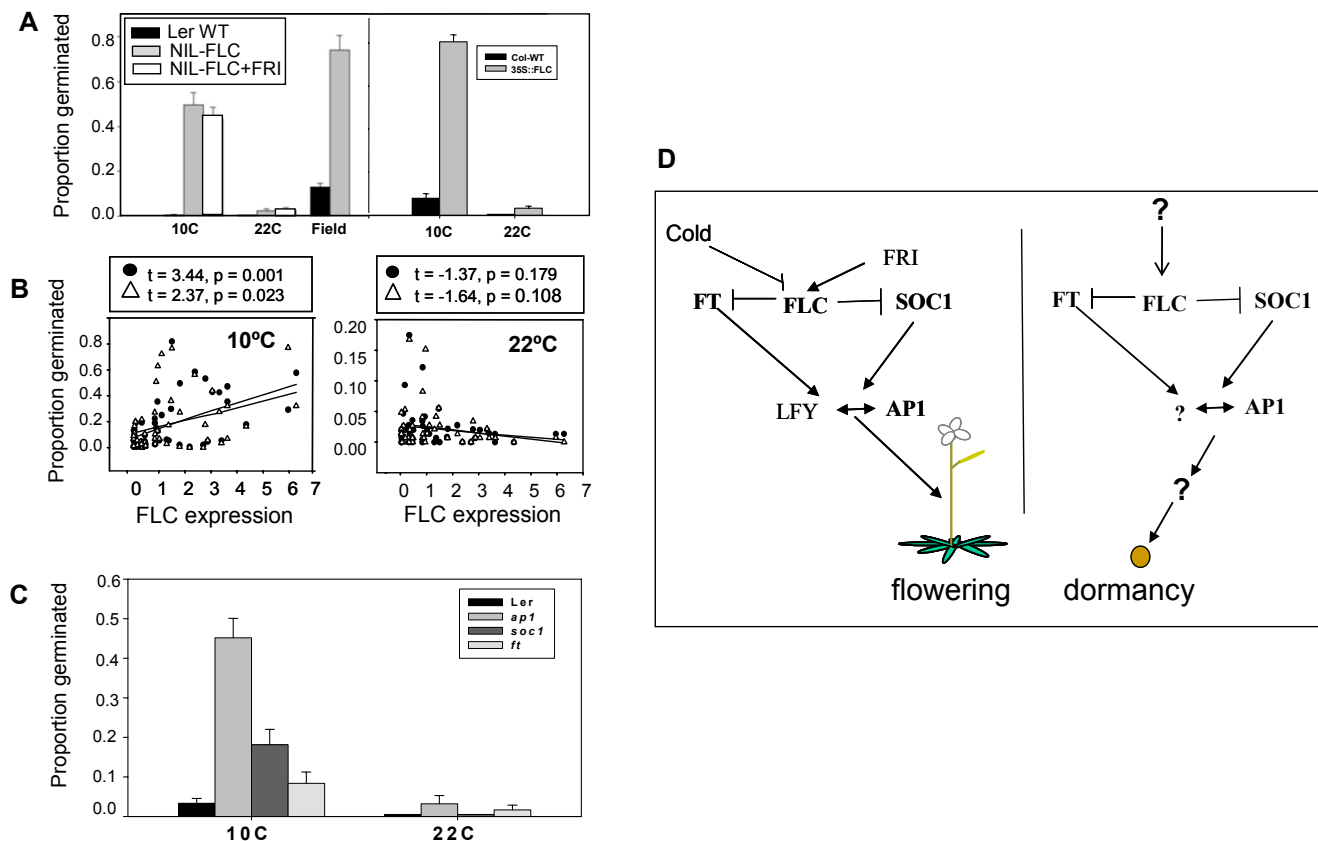 A
Proportion germinated
0.8
0.6
0.4
0.2
0.0
Ler WT
NIL-FLC
NIL-FLC+FRI
Col-WT
35S::FLC
10C
22C
Field
10C
22C
B
Proportion germinated
t = 3.44, p = 0.001
t = 2.37, p = 0.023
10ºC
0.8
0.6
0.4
0.2
0.0
0 1 2 3 4 5 6 7
FLC expression
t = -1.37, p = 0.179
t = -1.64, p = 0.108
22ºC
0.20
0.15
0.10
0.05
0.00
0 1 2 3 4 5 6 7
FLC expression
C
Proportion germinated
0.6
0.5
0.4
0.3
0.2
0.1
0.0
Ler
ap1
soc1
ft
10C
22C
D
Cold
FRI
FT
FLC
SOC1
LFY
AP1
flowering
?
FT
FLC
SOC1
?
AP1
?
dormancy